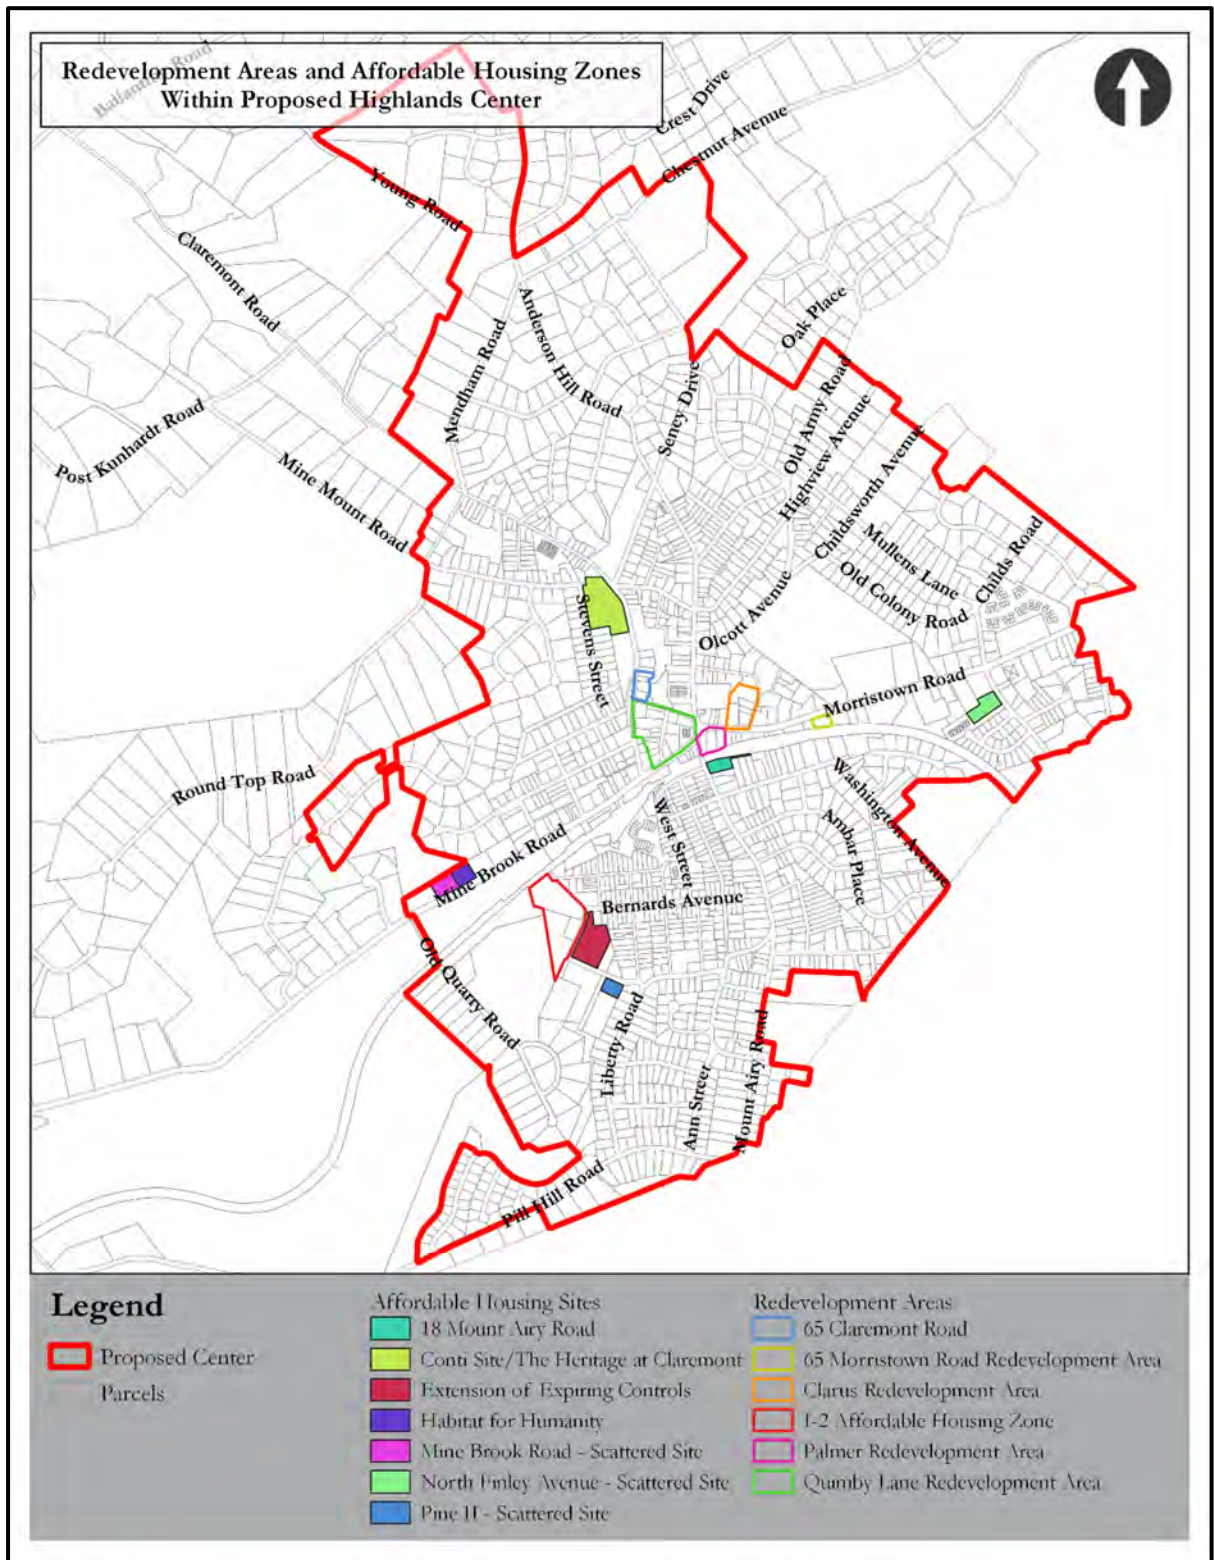 Redevelopment Areas and Affordable Housing Zones
Within Proposed Highlands Center
Ballantine Road
Crest Drive
Chestnut Avenue
Young Road
Claremont Road
Oak Place
Anderson Hill Road
Mendham Road
Seney Drive
Old Army Road
Highview Avenue
Childsworth Avenue
Post Kunhardt Road
Mine Mount Road
Mullens Lane
Childs Road
Old Colony Road
Olcott Avenue
Stevens Street
Morristown Road
Round Top Road
Washington Avenue
Ambar Place
West Street
Mine Brook Road
Bernards Avenue
Old Quarry Road
Liberty Road
Ann Street
Mount Airy Road
Pill Hill Road
Legend
Proposed Center
Parcels
Affordable Housing Sites
18 Mount Airy Road
Conti Site/The Heritage at Claremont
Extension of Expiring Controls
Habitat for Humanity
Mine Brook Road - Scattered Site
North Finley Avenue - Scattered Site
Pine II - Scattered Site
Redevelopment Areas
65 Claremont Road
65 Morristown Road Redevelopment Area
Clarus Redevelopment Area
I-2 Affordable Housing Zone
Palmer Redevelopment Area
Quimby Lane Redevelopment Area